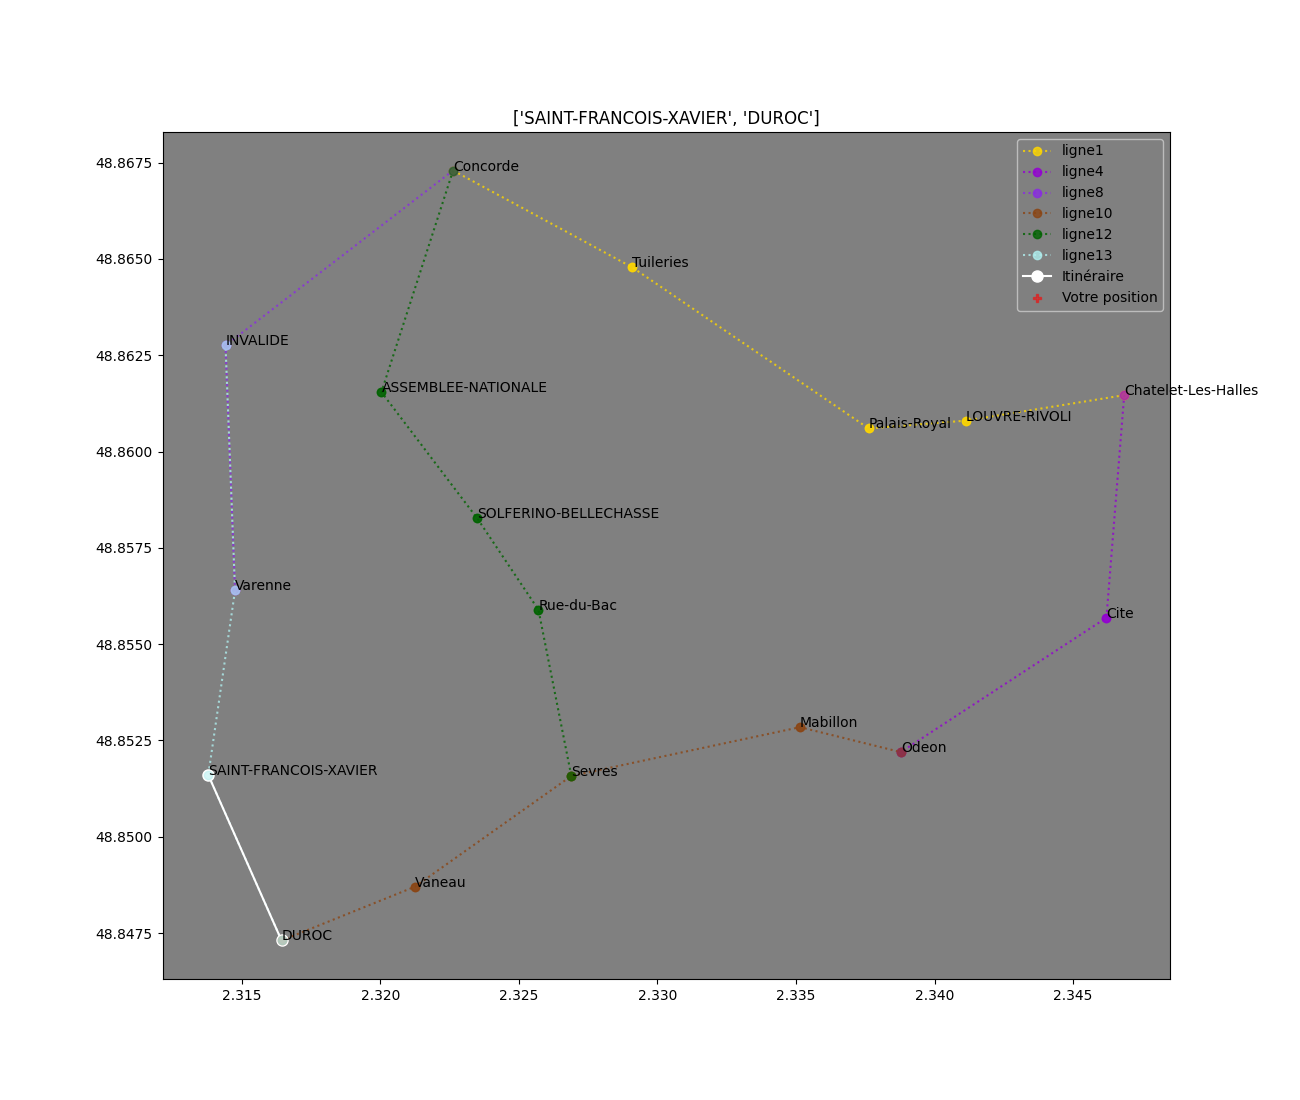 ['SAINT-FRANCOIS-XAVIER', 'DUROC']
48.8675
48.8650
48.8625
48.8600
48.8575
48.8550
48.8525
48.8500
48.8475
Concorde
Tuileries
INVALIDE
ASSEMBLEE-NATIONALE
Chatelet-Les-Halles
Palais-Royal
LOUVRE-RIVOLI
SOLFERINO-BELLECHASSE
Varenne
Rue-du-Bac
Cite
Mabillon
Odeon
SAINT-FRANCOIS-XAVIER
Sevres
Vaneau
DUROC
ligne1
ligne4
ligne8
ligne10
ligne12
ligne13
Itinéraire
Votre position
2.315
2.320
2.325
2.330
2.335
2.340
2.345